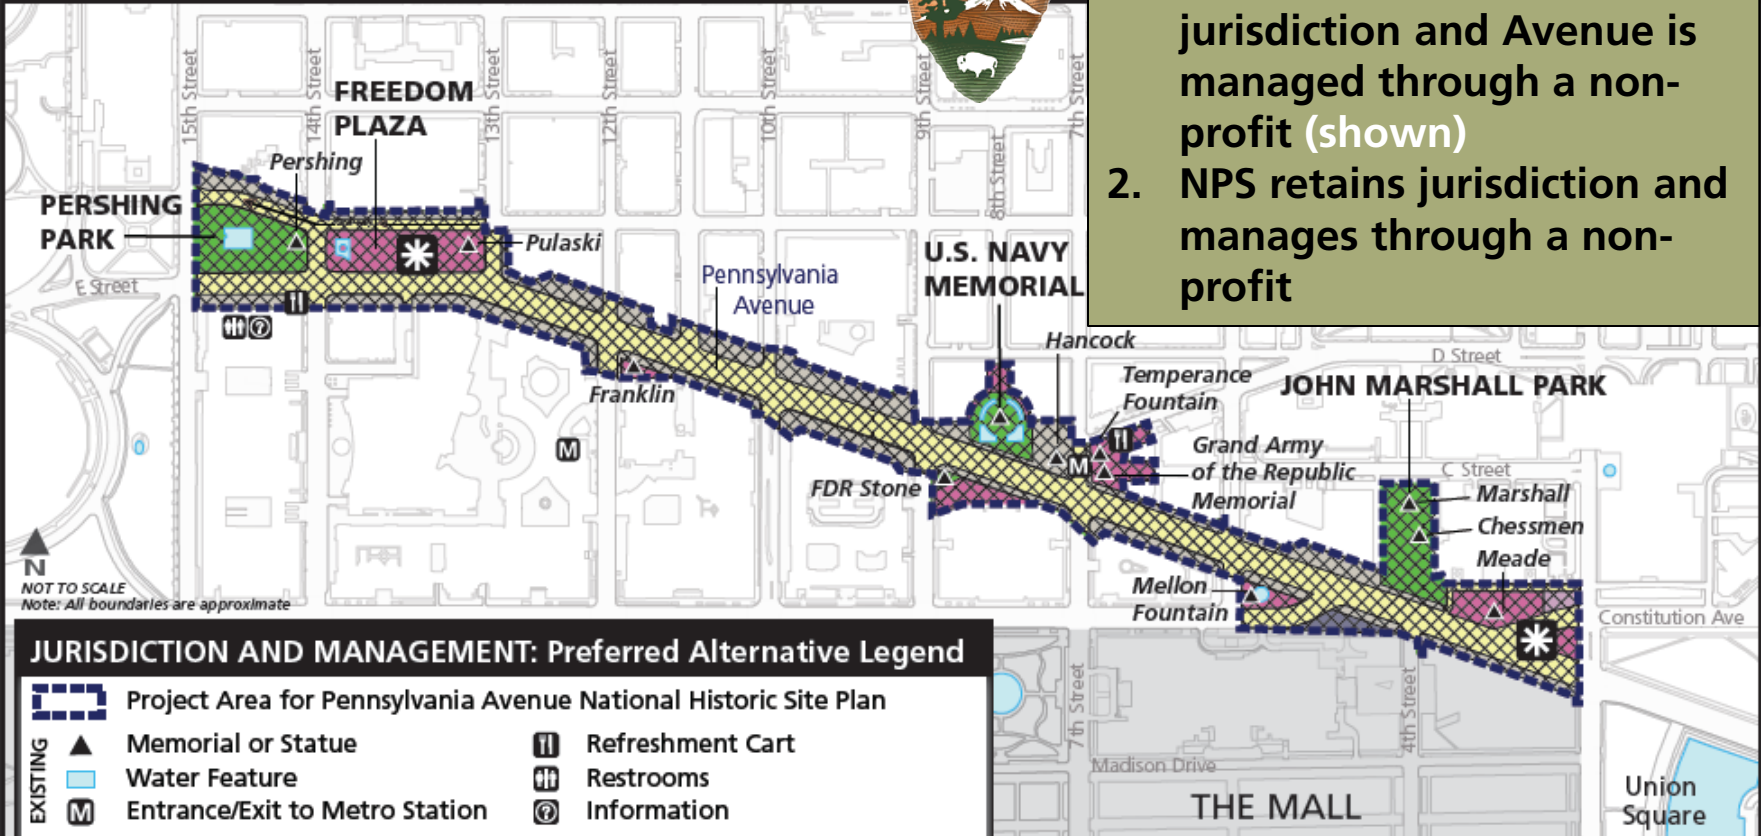 jurisdiction and Avenue is
managed through a non-
profit (shown)
2. NPS retains jurisdiction and
manages through a non-
profit
15th Street
14th Street
13th Street
12th Street
10th Street
9th Street
8th Street
7th Street
FREEDOM
PLAZA
Pershing
PERSHING
PARK
Pulaski
E Street
Pennsylvania
Avenue
U.S. NAVY
MEMORIAL
Hancock
D Street
Franklin
Temperance
Fountain
JOHN MARSHALL PARK
M
Grand Army
of the Republic
Memorial
M
C Street
FDR Stone
Marshall
Chessmen
Meade
Mellon
Fountain
Constitution Ave
N
NOT TO SCALE
Note: All boundaries are approximate
JURISDICTION AND MANAGEMENT: Preferred Alternative Legend
Project Area for Pennsylvania Avenue National Historic Site Plan
EXISTING
Memorial or Statue
Refreshment Cart
Water Feature
Restrooms
M Entrance/Exit to Metro Station
? Information
7th Street
4th Street
Madison Drive
THE MALL
Union
Square